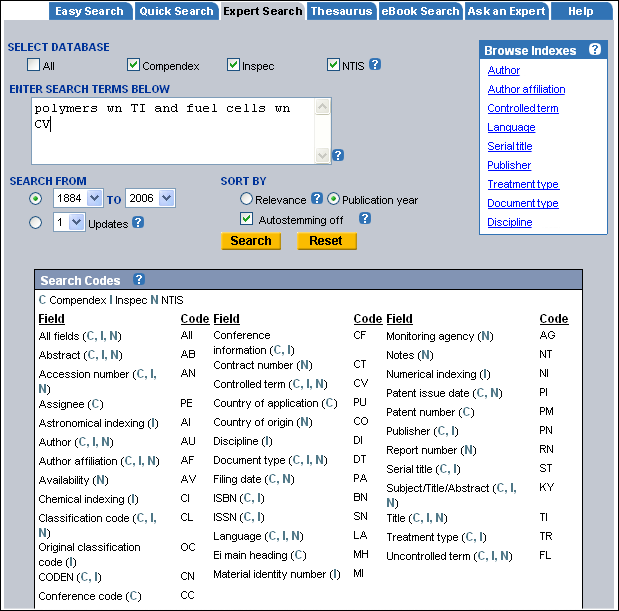 Easy Search Quick Search Expert Search Thesaurus eBook Search Ask an Expert Help
SELECT DATABASE
All Compendex Inspec NTIS ?
ENTER SEARCH TERMS BELOW
polymers wn TI and fuel cells wn
CV
?
SEARCH FROM
1884 TO 2006
1 Updates ?
SORT BY
Relevance ? Publication year
Autostemming off ?
Search Reset
Browse Indexes ?
Author
Author affiliation
Controlled term
Language
Serial title
Publisher
Treatment type
Document type
Discipline
Search Codes ?
C Compendex I Inspec N NTIS
Field Code
All fields (C, I, N) All
Abstract (C, I, N) AB
Accession number (C, I, AN
N)
Assignee (C) PE
Astronomical indexing (I) AI
Author (C, I, N) AU
Author affiliation (C, I, N) AF
Availability (N) AV
Chemical indexing (I) CI
Classification code (C, I, CL
N)
Original classification OC
code (I)
CODEN (C, I) CN
Conference code (C) CC
Field Code
Conference CF
information (C, I)
Contract number (N) CT
Controlled term (C, I, N) CV
Country of application (C) PU
Country of origin (N) CO
Discipline (I) DI
Document type (C, I, N) DT
Filing date (C, N) PA
ISBN (C, I) BN
ISSN (C, I) SN
Language (C, I, N) LA
Ei main heading (C) MH
Material identity number (I) MI
Field Code
Monitoring agency (N) AG
Notes (N) NT
Numerical indexing (I) NI
Patent issue date (C, N) PI
Patent number (C) PM
Publisher (C, I) PN
Report number (N) RN
Serial title (C, I) ST
Subject/Title/Abstract (C, I, KY
N)
Title (C, I, N) TI
Treatment type (C, I) TR
Uncontrolled term (C, I, N) FL